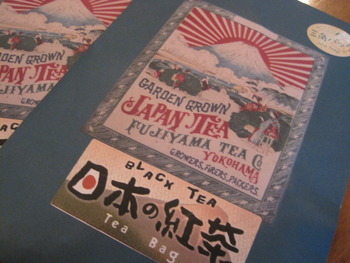 GARDEN GROWN
JAPAN TEA
FUJIYAMA TEA Co
YOKOHAMA
GROWERS, FIRERS, PACKERS.
BLACK TEA
日本の紅茶
Tea Bag